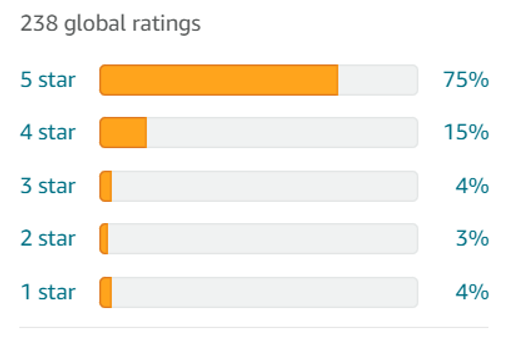 238 global ratings
5 star 75%
4 star 15%
3 star 4%
2 star 3%
1 star 4%